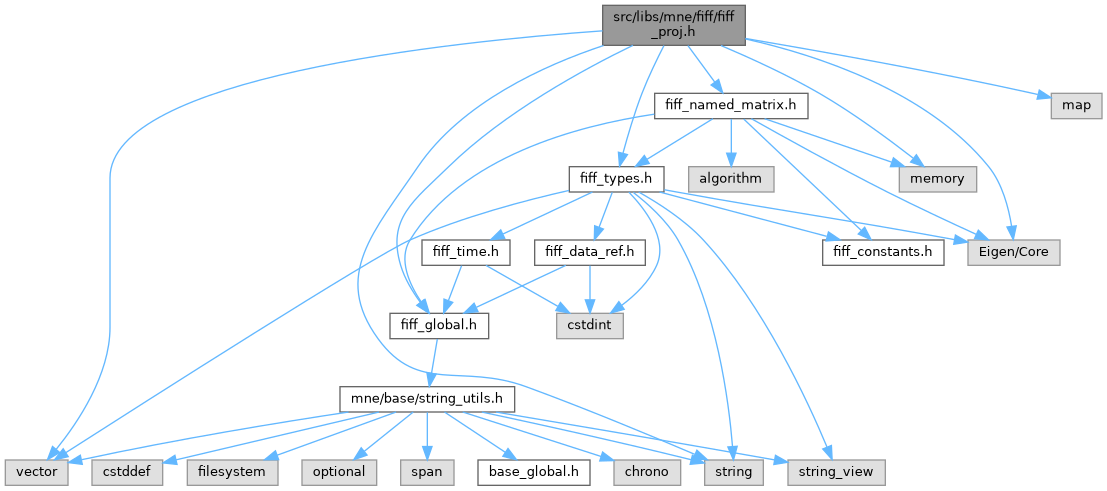 src/libs/mne/fiff/fiff
_proj.h
fiff_named_matrix.h
map
fiff_types.h
algorithm
memory
fiff_time.h
fiff_data_ref.h
fiff_constants.h
Eigen/Core
fiff_global.h
cstdint
mne/base/string_utils.h
vector
cstddef
filesystem
optional
span
base_global.h
chrono
string
string_view